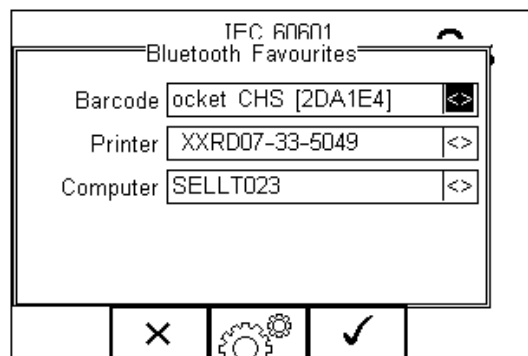 IEC 60601
Bluetooth Favourites
Barcode ocket CHS [2DA1E4] <>
Printer XXRD07-33-5049 <>
Computer SELLT023 <>